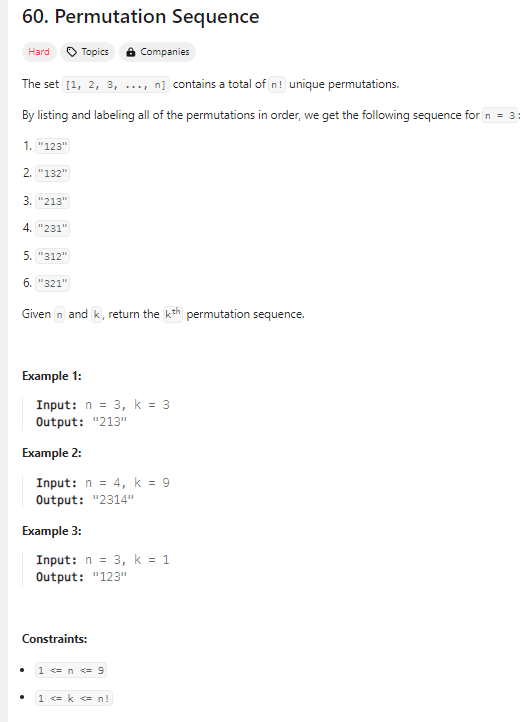 60. Permutation Sequence
Hard Topics Companies
The set [1, 2, 3, ..., n] contains a total of n! unique permutations.
By listing and labeling all of the permutations in order, we get the following sequence for n = 3:
1. "123"
2. "132"
3. "213"
4. "231"
5. "312"
6. "321"
Given n and k, return the kth permutation sequence.
Example 1:
Input: n = 3, k = 3
Output: "213"
Example 2:
Input: n = 4, k = 9
Output: "2314"
Example 3:
Input: n = 3, k = 1
Output: "123"
Constraints:
• 1 <= n <= 9
• 1 <= k <= n!